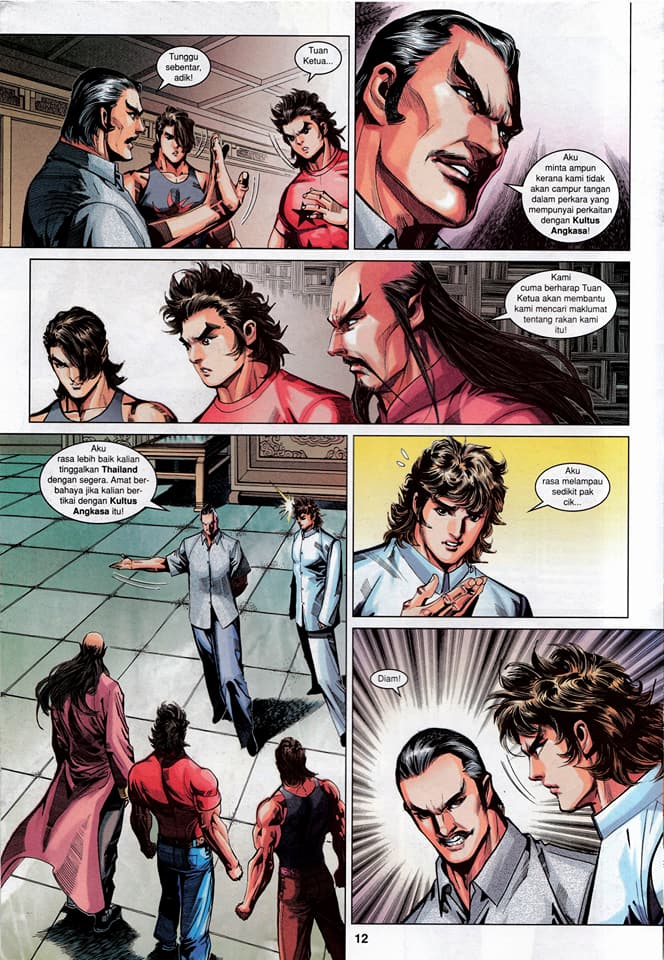 Tunggu
sebentar,
adik!
Tuan
Ketua...
Aku
minta ampun
kerana kami tidak
akan campur tangan
dalam perkara yang
mempunyai perkaitan
dengan Kultus
Angkasa!
Kami
cuma berharap Tuan
Ketua akan membantu
kami mencari maklumat
tentang rakan kami
itu!
Aku
rasa lebih baik kalian
tinggalkan Thailand
dengan segera. Amat ber-
bahaya jika kalian ber-
tikai dengan Kultus
Angkasa itu!
Aku
rasa melampau
sedikit pak
cik...
Diam!
12